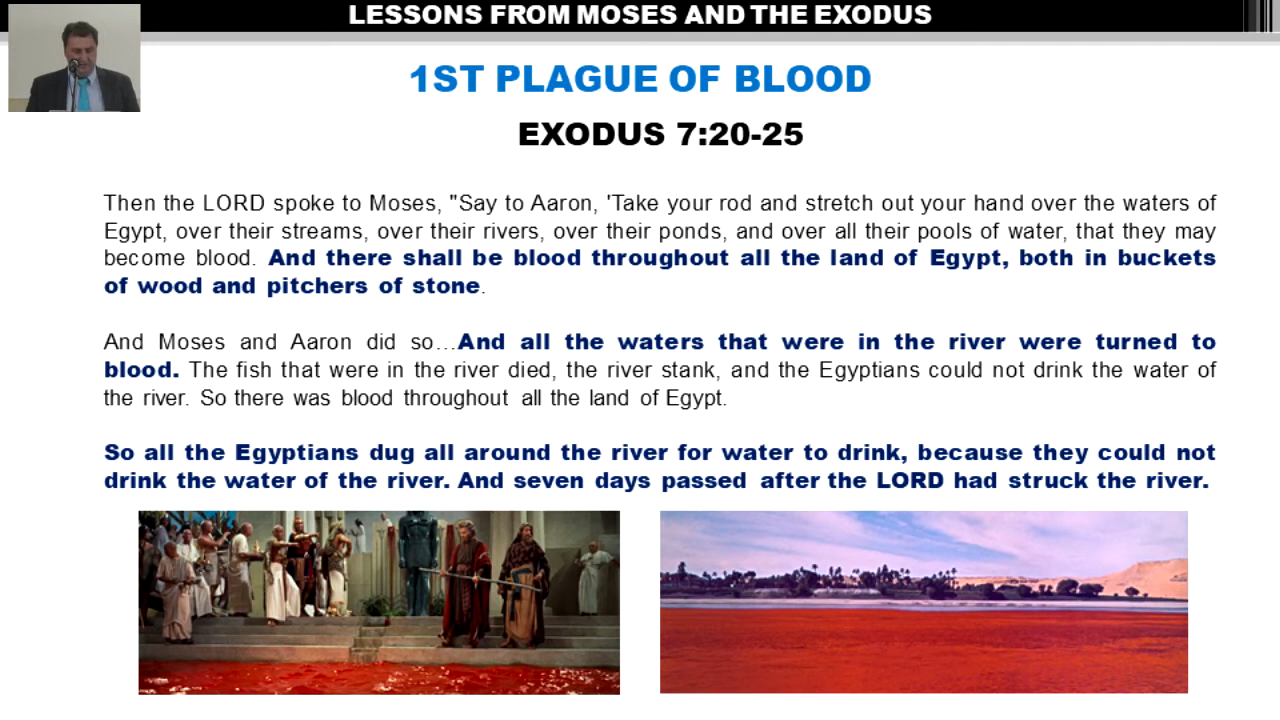 LESSONS FROM MOSES AND THE EXODUS
1ST PLAGUE OF BLOOD
EXODUS 7:20-25
Then the LORD spoke to Moses, "Say to Aaron, 'Take your rod and stretch out your hand over the waters of
Egypt, over their streams, over their rivers, over their ponds, and over all their pools of water, that they may
become blood. And there shall be blood throughout all the land of Egypt, both in buckets
of wood and pitchers of stone.
And Moses and Aaron did so...And all the waters that were in the river were turned to
blood. The fish that were in the river died, the river stank, and the Egyptians could not drink the water of
the river. So there was blood throughout all the land of Egypt.
So all the Egyptians dug all around the river for water to drink, because they could not
drink the water of the river. And seven days passed after the LORD had struck the river.